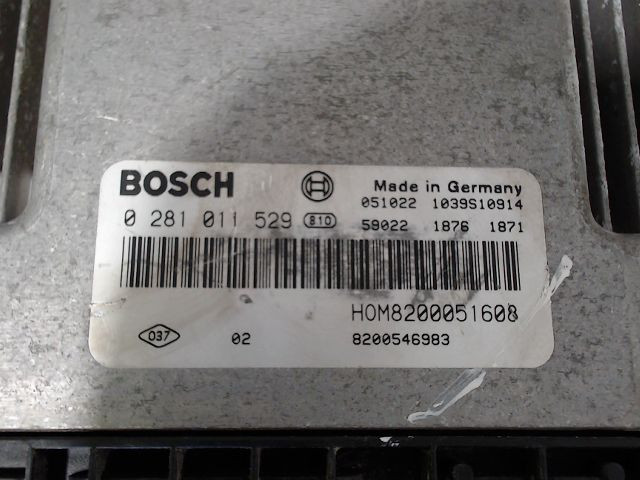 BOSCH
Made in Germany
051022 1039S10914
0 281 011 529 810 59022 1876 1871
HOM8200051608
037 02 8200546983